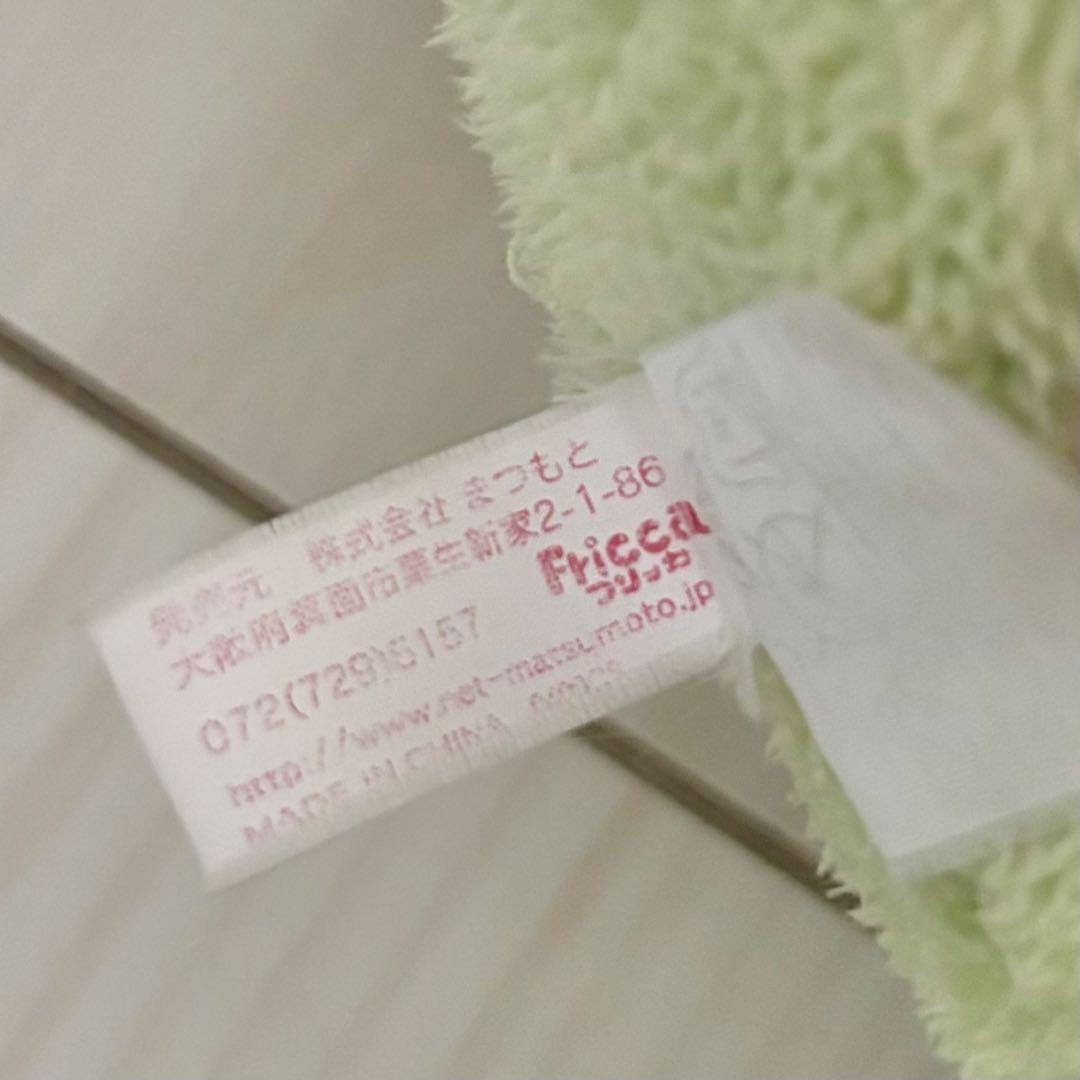 発売元 株式会社 まつもと
大阪府箕面市粟生新家2-1-86
Fricca
フリッカ
072(729)6157
http://www.net-matsumoto.jp
MADE IN CHINA